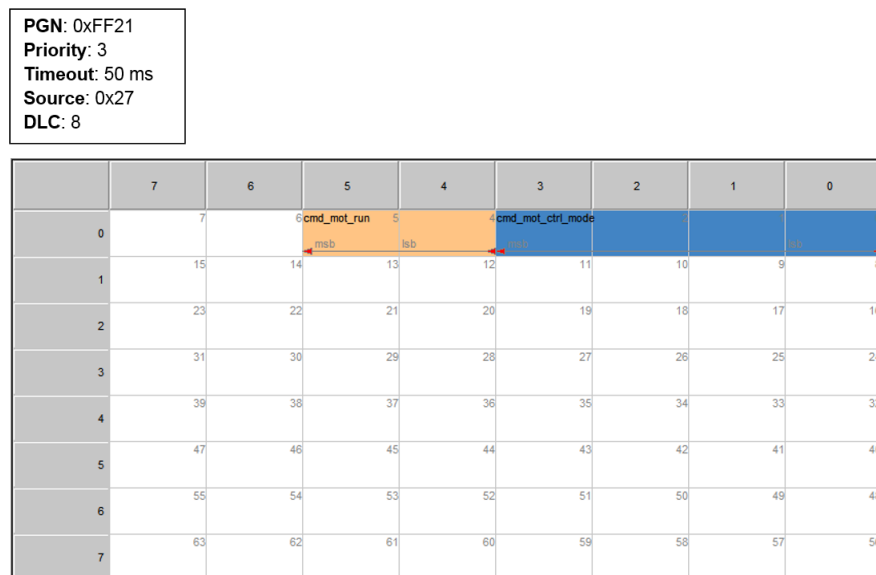 PGN: 0xFF21
Priority: 3
Timeout: 50 ms
Source: 0x27
DLC: 8
7 6 5 4 3 2 1 0
0 7 6 cmd_mot_run 5 4 cmd_mot_ctrl_mode
msb lsb msb lsb
1 15 14 13 12 11 10 9
2 23 22 21 20 19 18 17
3 31 30 29 28 27 26 25
4 39 38 37 36 35 34 33
5 47 46 45 44 43 42 41
6 55 54 53 52 51 50 49
7 63 62 61 60 59 58 57